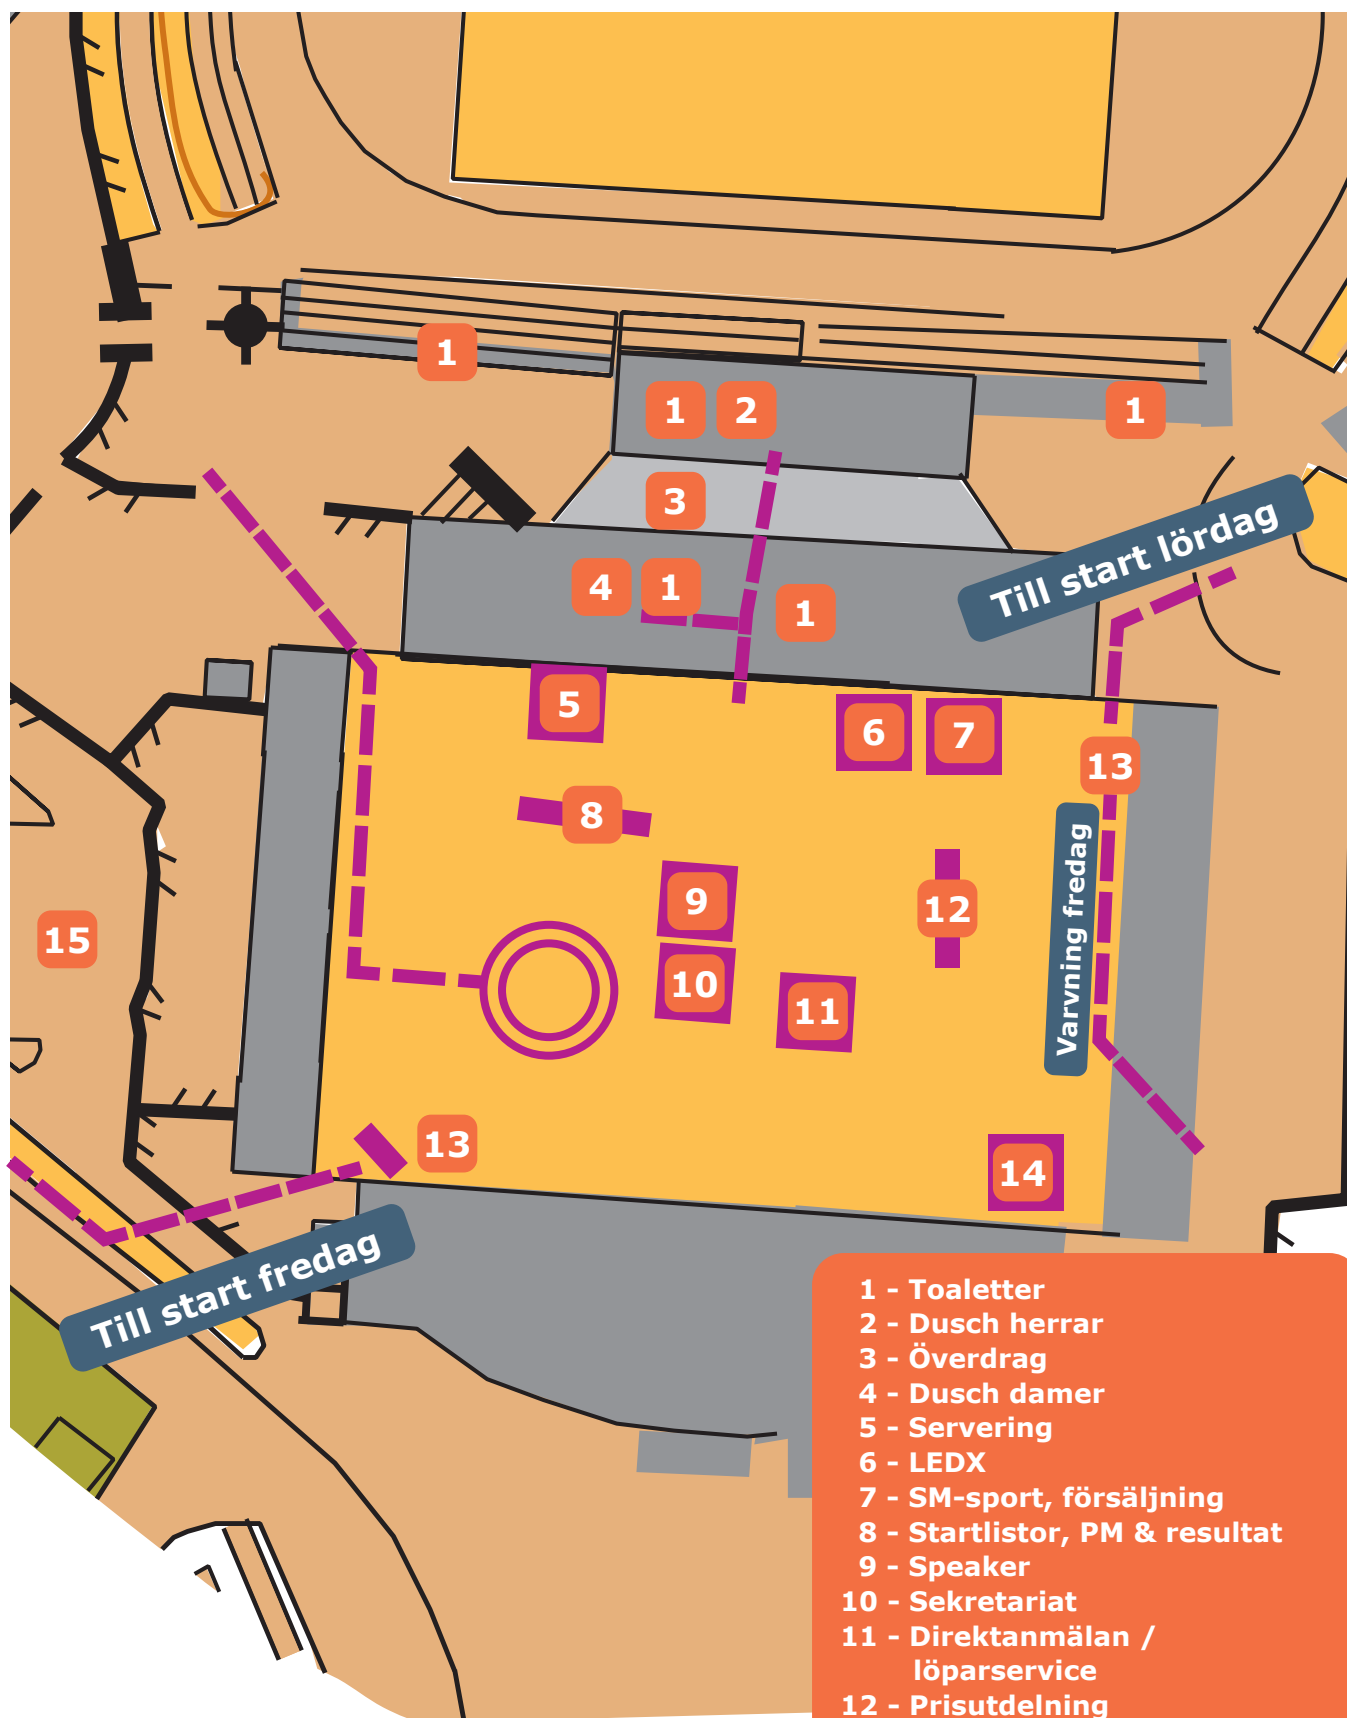 1
1
2
1
3
Till start lördag
4
1
1
5
6
7
13
8
Varvning fredag
9
12
15
10
11
13
14
Till start fredag
1 - Toaletter
2 - Dusch herrar
3 - Överdrag
4 - Dusch damer
5 - Servering
6 - LEDX
7 - SM-sport, försäljning
8 - Startlistor, PM & resultat
9 - Speaker
10 - Sekretariat
11 - Direktanmälan /
löparservice
12 - Prisutdelning